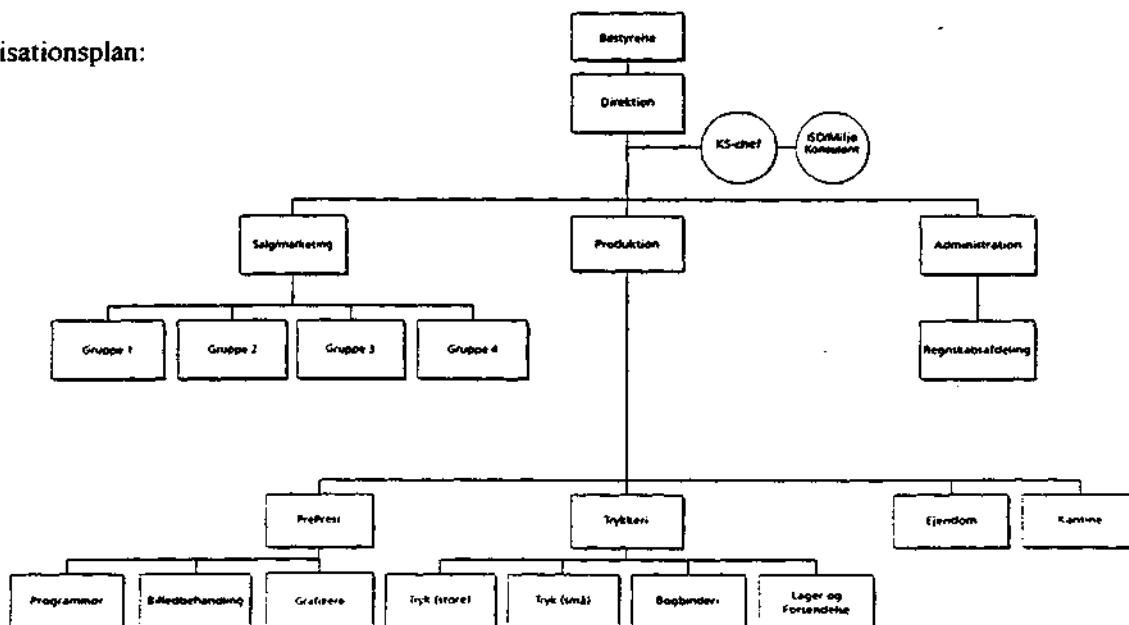 isationsplan:
Bestyrelse
Direktion
KS-chef
ISO/Miljø
Konsulent
Salg/marketing
Produktion
Administration
Gruppe 1
Gruppe 2
Gruppe 3
Gruppe 4
Regnskabsafdeling
PrePress
Trykkeri
Ejendom
Kantine
Billedbehandling
Grafikere
Tryk (store)
Tryk (små)
Bogbinderi
Lager og
Forsendelse